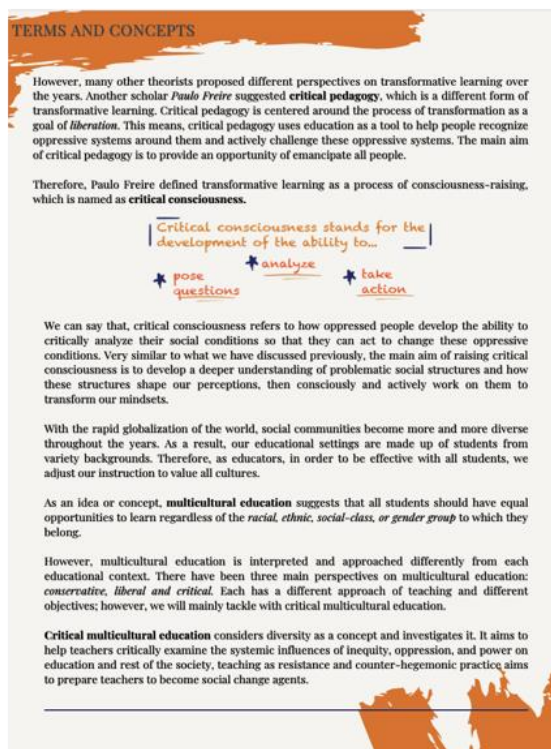 TERMS AND CONCEPTS
However, many other theorists proposed different perspectives on transformative learning over
the years. Another scholar Paulo Freire suggested critical pedagogy, which is a different form of
transformative learning. Critical pedagogy is centered around the process of transformation as a
goal of liberation. This means, critical pedagogy uses education as a tool to help people recognize
oppressive systems around them and actively challenge these oppressive systems. The main aim
of critical pedagogy is to provide an opportunity of emancipate all people.
Therefore, Paulo Freire defined transformative learning as a process of consciousness-raising,
which is named as critical consciousness.
Critical consciousness stands for the
development of the ability to...
pose
questions
analyze
take
action
We can say that, critical consciousness refers to how oppressed people develop the ability to
critically analyze their social conditions so that they can act to change these oppressive
conditions. Very similar to what we have discussed previously, the main aim of raising critical
consciousness is to develop a deeper understanding of problematic social structures and how
these structures shape our perceptions, then consciously and actively work on them to
transform our mindsets.
With the rapid globalization of the world, social communities become more and more diverse
throughout the years. As a result, our educational settings are made up of students from
variety backgrounds. Therefore, as educators, in order to be effective with all students, we
adjust our instruction to value all cultures.
As an idea or concept, multicultural education suggests that all students should have equal
opportunities to learn regardless of the racial, ethnic, social-class, or gender group to which they
belong.
However, multicultural education is interpreted and approached differently from each
educational context. There have been three main perspectives on multicultural education:
conservative, liberal and critical. Each has a different approach of teaching and different
objectives; however, we will mainly tackle with critical multicultural education.
Critical multicultural education considers diversity as a concept and investigates it. It aims to
help teachers critically examine the systemic influences of inequity, oppression, and power on
education and rest of the society, teaching as resistance and counter-hegemonic practice aims
to prepare teachers to become social change agents.